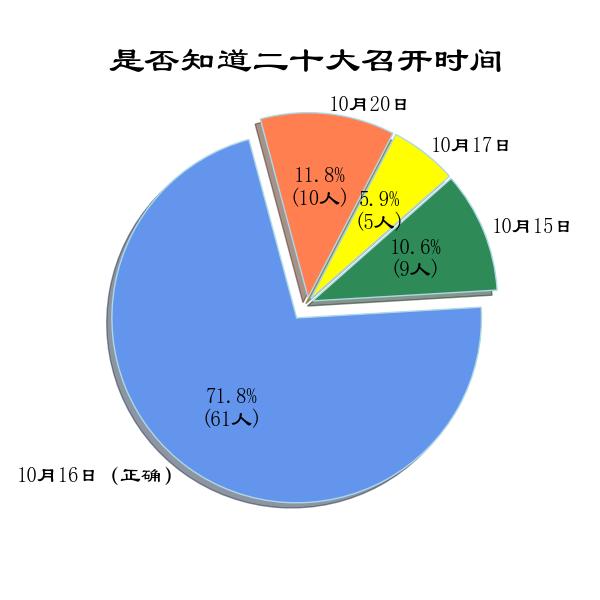 是否知道二十大召开时间
10月20日
10月17日
11.8%
(10人)
5.9%
(5人)
10月15日
10.6%
(9人)
71.8%
(61人)
10月16日 (正确)